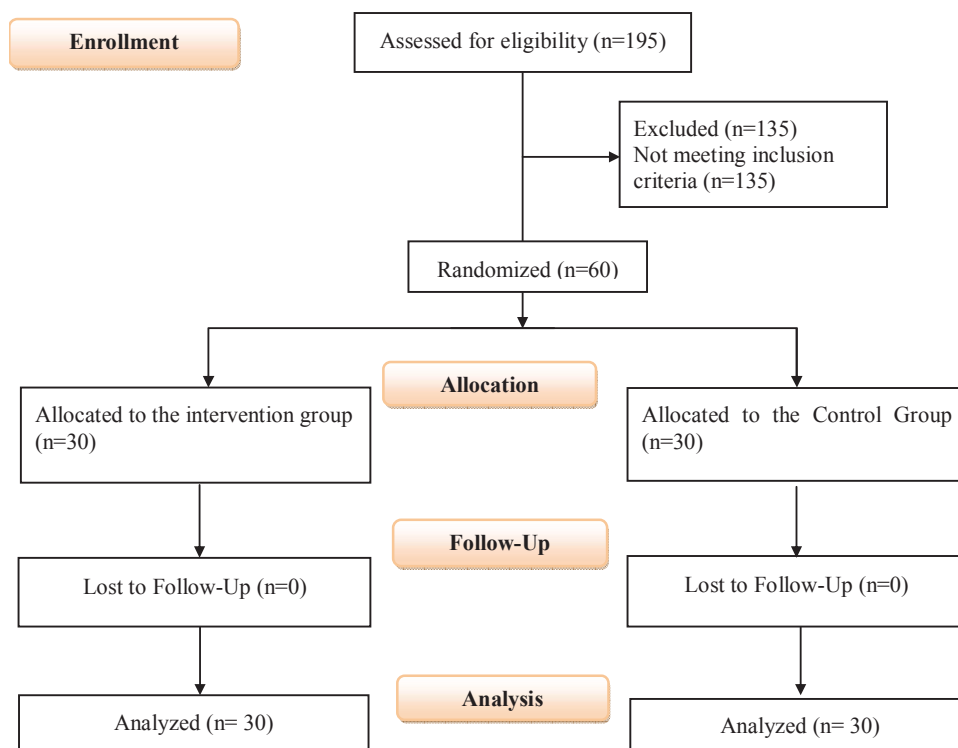 Enrollment
Assessed for eligibility (n=195)
Excluded (n=135)
Not meeting inclusion
criteria (n=135)
Randomized (n=60)
Allocation
Allocated to the intervention group
(n=30)
Allocated to the Control Group
(n=30)
Follow-Up
Lost to Follow-Up (n=0)
Lost to Follow-Up (n=0)
Analysis
Analyzed (n= 30)
Analyzed (n= 30)